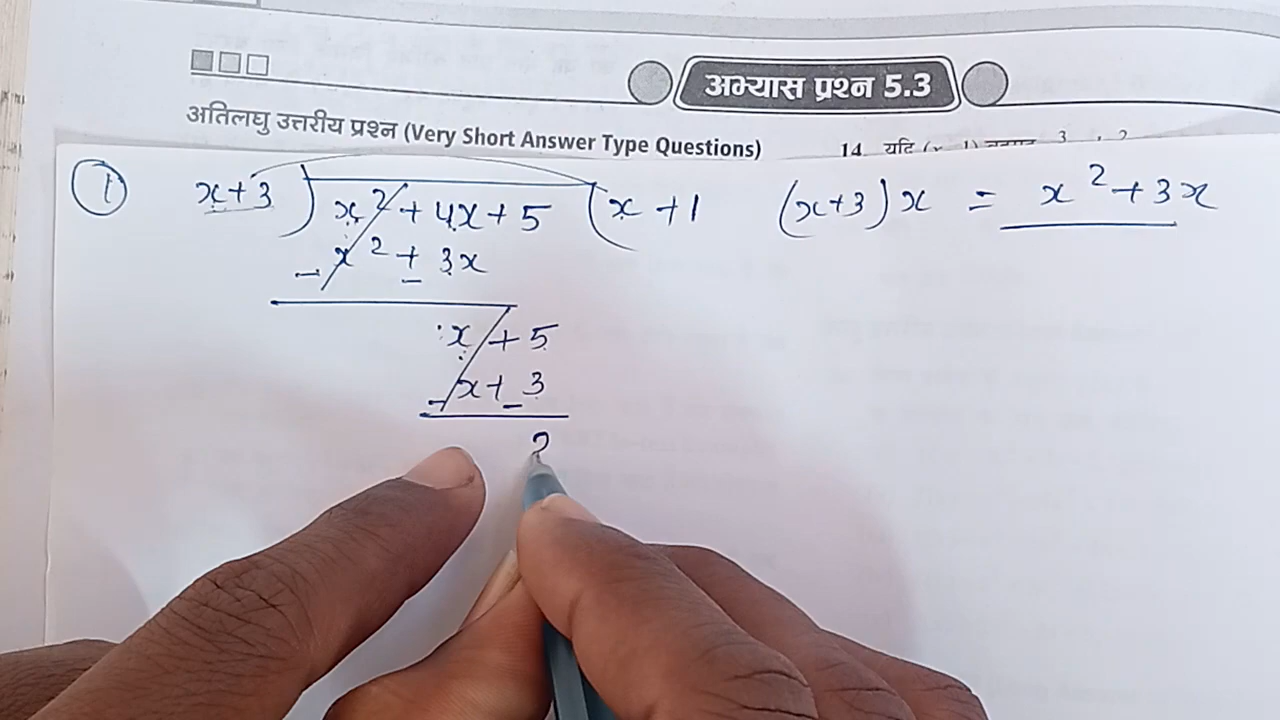 अभ्यास प्रश्न 5.3
अतिलघु उत्तरीय प्रश्न (Very Short Answer Type Questions)
14. यदि
① x+3 ) x² + 4x + 5 ( x + 1
(x+3) x = x² + 3x
- x² + 3x
-
x + 5
x + 3
- -
2